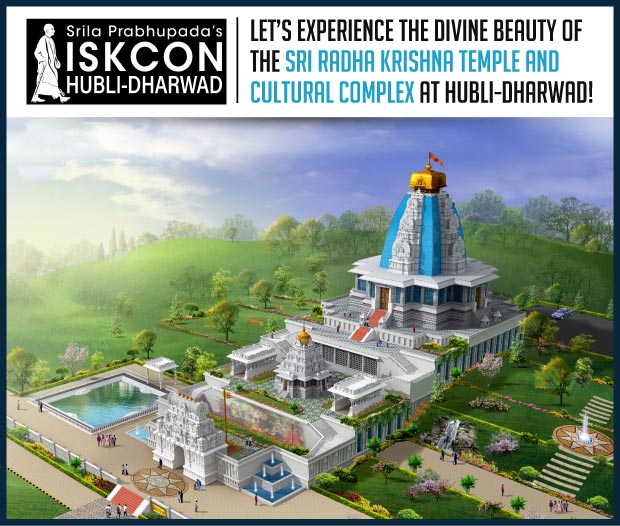 Srila Prabhupada's
ISKCON
HUBLI-DHARWAD
LET'S EXPERIENCE THE DIVINE BEAUTY OF
THE SRI RADHA KRISHNA TEMPLE AND
CULTURAL COMPLEX AT HUBLI-DHARWAD!